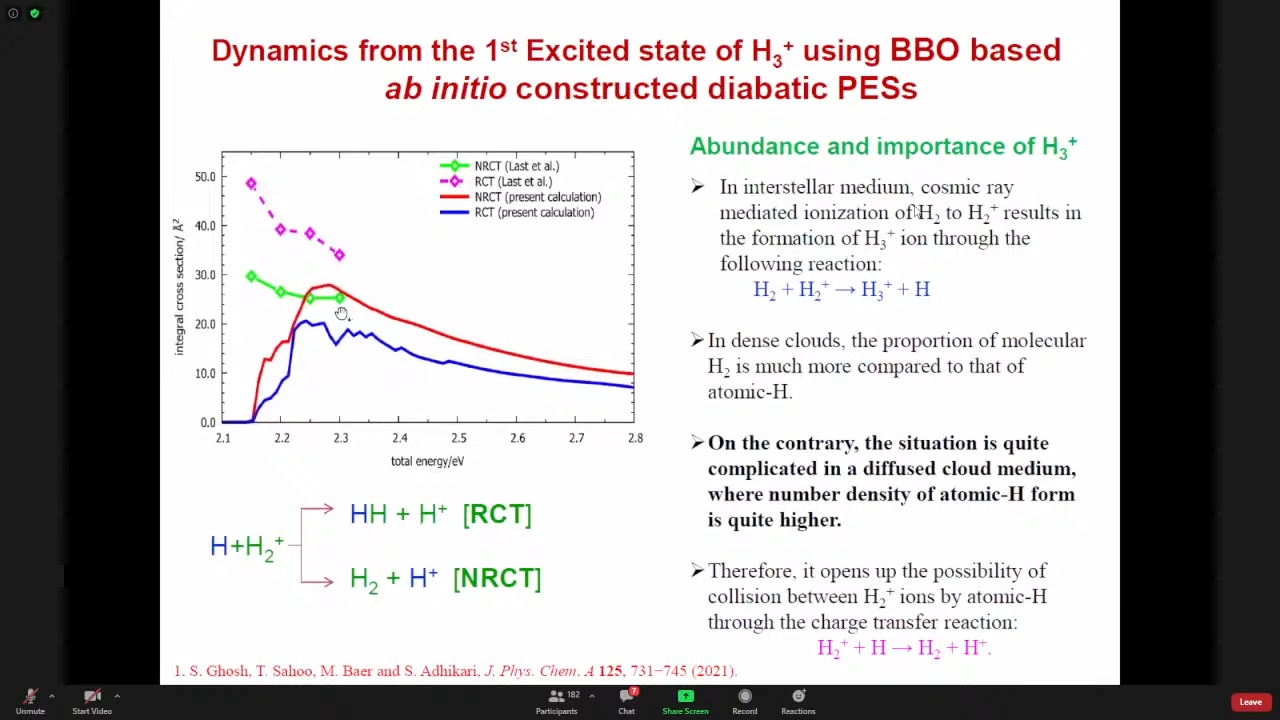 Dynamics from the 1st Excited state of H3+ using BBO based
ab initio constructed diabatic PESs
NRCT (Last et al.)
RCT (Last et al.)
NRCT (present calculation)
RCT (present calculation)
50.0
40.0
30.0
20.0
10.0
0.0
integral cross section/ Å2
2.1 2.2 2.3 2.4 2.5 2.6 2.7 2.8
total energy/eV
H+H2+
HH + H+ [RCT]
H2 + H+ [NRCT]
Abundance and importance of H3+
➢ In interstellar medium, cosmic ray
mediated ionization of H2 to H2+ results in
the formation of H3+ ion through the
following reaction:
H2 + H2+ → H3+ + H
➢ In dense clouds, the proportion of molecular
H2 is much more compared to that of
atomic-H.
➢ On the contrary, the situation is quite
complicated in a diffused cloud medium,
where number density of atomic-H form
is quite higher.
➢ Therefore, it opens up the possibility of
collision between H2+ ions by atomic-H
through the charge transfer reaction:
H2+ + H → H2 + H+.
1. S. Ghosh, T. Sahoo, M. Baer and S. Adhikari, J. Phys. Chem. A 125, 731−745 (2021).
Unmute
Start Video
182
Participants
7
Chat
Share Screen
Record
Reactions
Leave